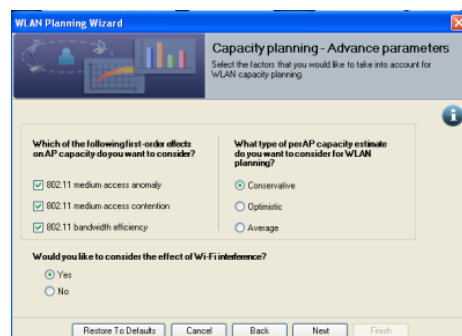 WLAN Planning Wizard
Capacity planning - Advance parameters
Select the factors that you would like to take into account for
WLAN capacity planning.
Which of the following first-order effects
on AP capacity do you want to consider?
802.11 medium access anomaly
802.11 medium access contention
802.11 bandwidth efficiency
What type of per AP capacity estimate
do you want to consider for WLAN
planning?
Conservative
Optimistic
Average
Would you like to consider the effect of Wi-Fi interference?
Yes
No
Restore To Defaults
Cancel
Back
Next
Finish